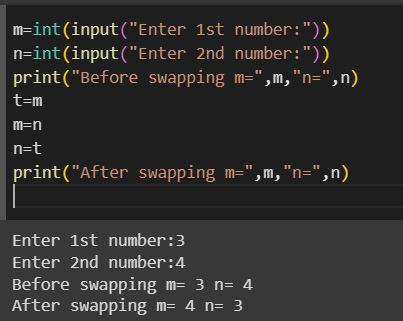 m=int(input("Enter 1st number:"))
n=int(input("Enter 2nd number:"))
print("Before swapping m=",m,"n=",n)
t=m
m=n
n=t
print("After swapping m=",m,"n=",n)
Enter 1st number:3
Enter 2nd number:4
Before swapping m= 3 n= 4
After swapping m= 4 n= 3